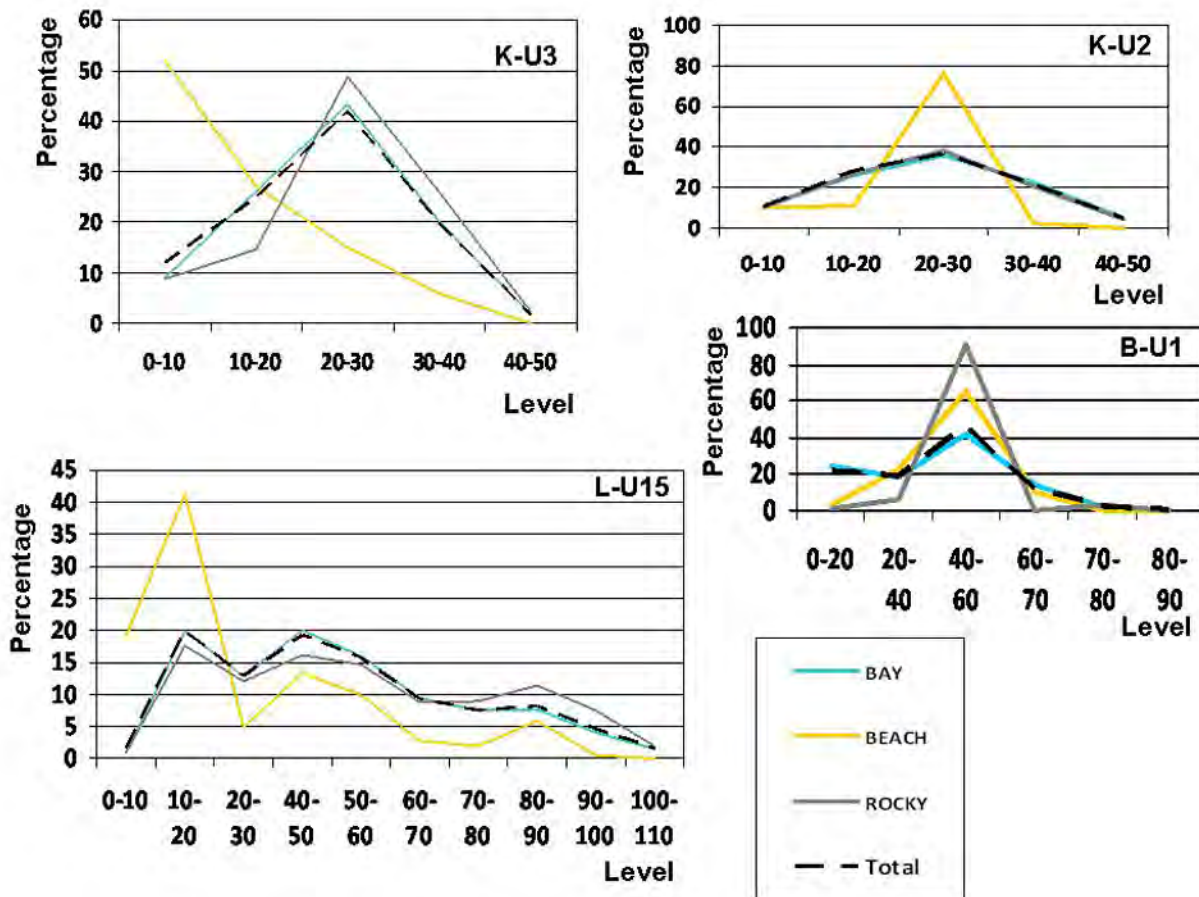 K-U3
Percentage
60
50
40
30
20
10
0
0-10 10-20 20-30 30-40 40-50
Level
K-U2
Percentage
100
80
60
40
20
0
0-10 10-20 20-30 30-40 40-50
Level
B-U1
Percentage
100
80
60
40
20
0
0-20 20- 40- 60- 70- 80-
40 60 70 80 90
Level
L-U15
Percentage
45
40
35
30
25
20
15
10
5
0
0-10 10- 20- 40- 50- 60- 70- 80- 90- 100-
20 30 50 60 70 80 90 100 110
Level
BAY
BEACH
ROCKY
Total